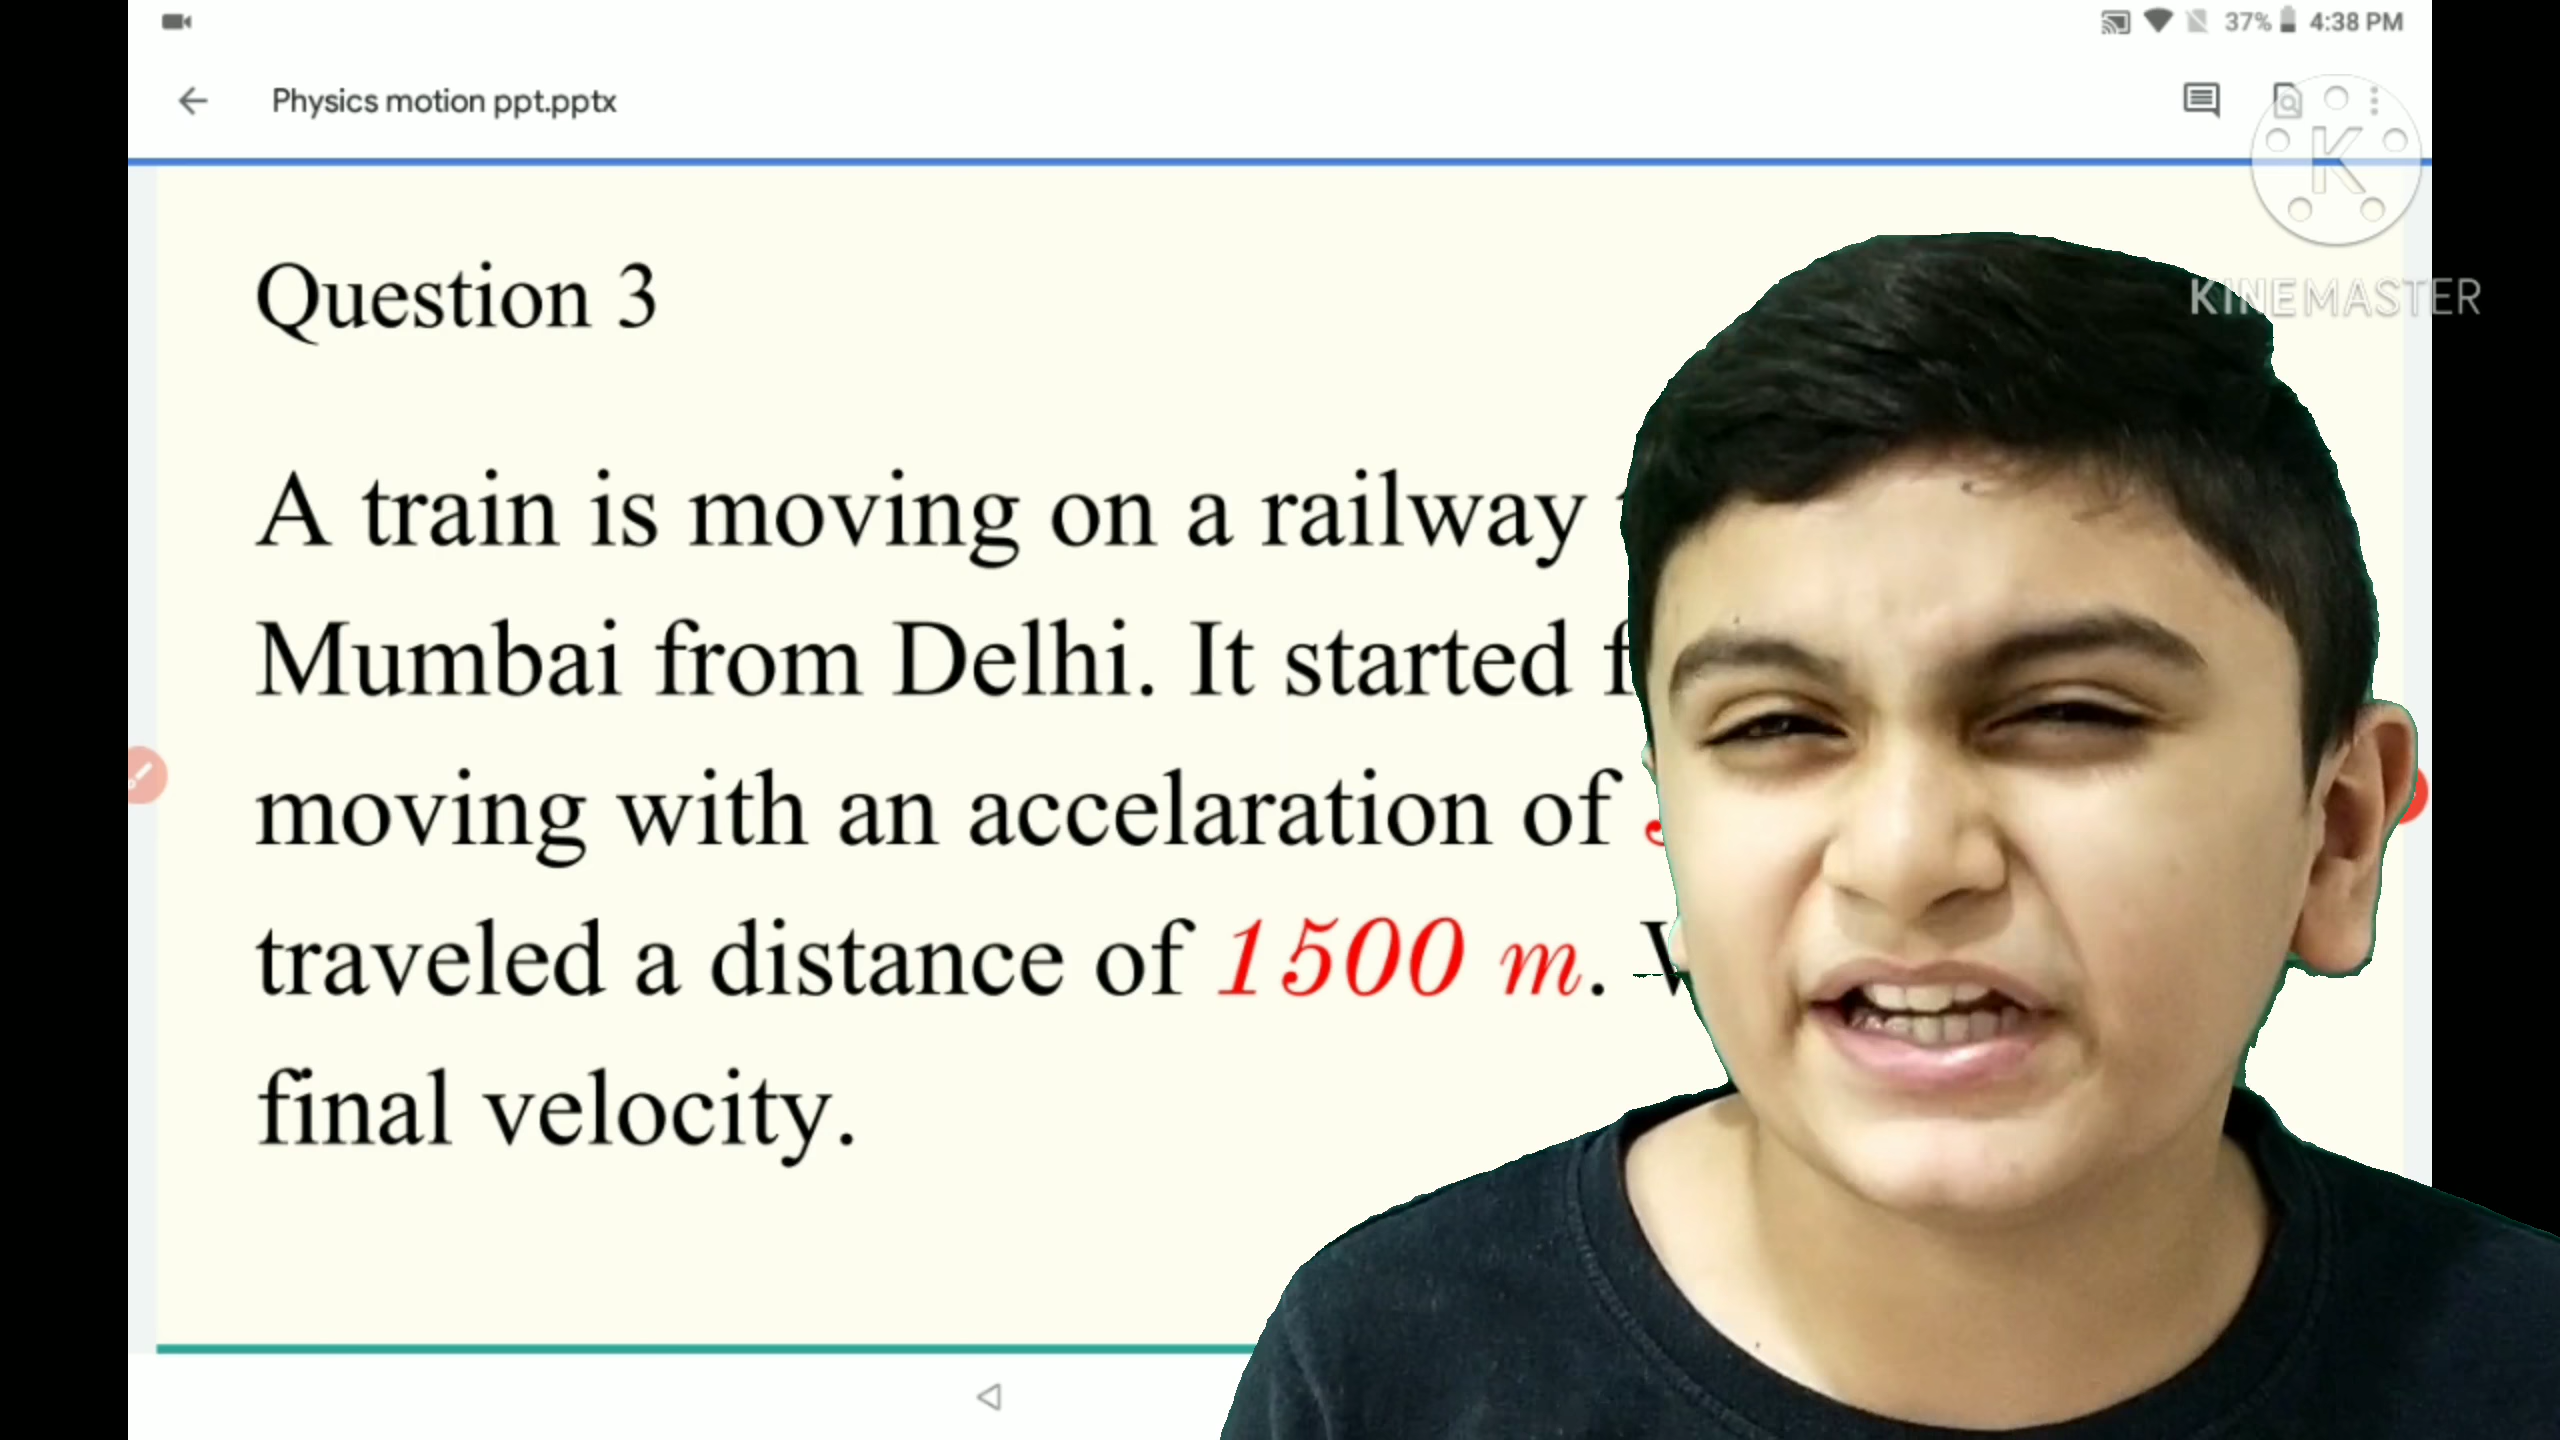 37% 4:38 PM
Physics motion ppt.pptx
KINEMASTER
Question 3
A train is moving on a railway
Mumbai from Delhi. It started
moving with an accelaration of
traveled a distance of 1500 m.
final velocity.